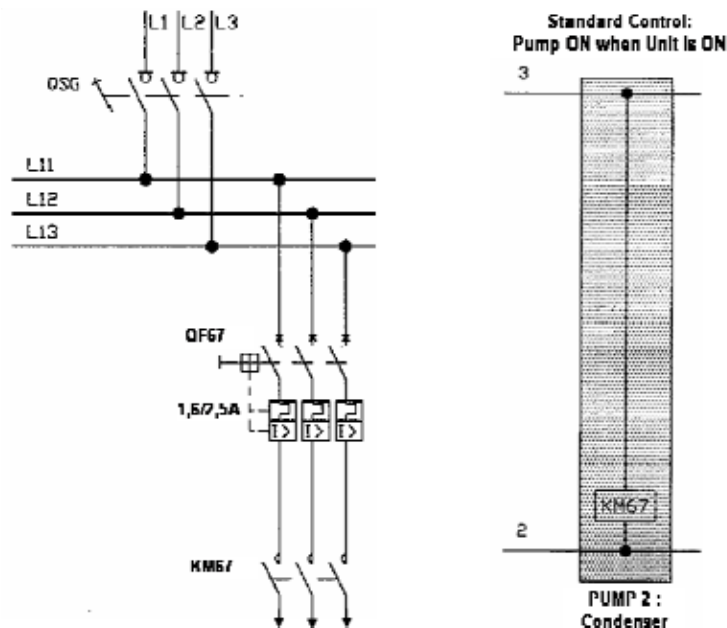 L1 L2 L3
QSG
L11
L12
L13
QF67
1,6/2,5A
I> I> I>
KM67
Standard Control:
Pump ON when Unit is ON
3
KM67
2
PUMP 2 :
Condenser